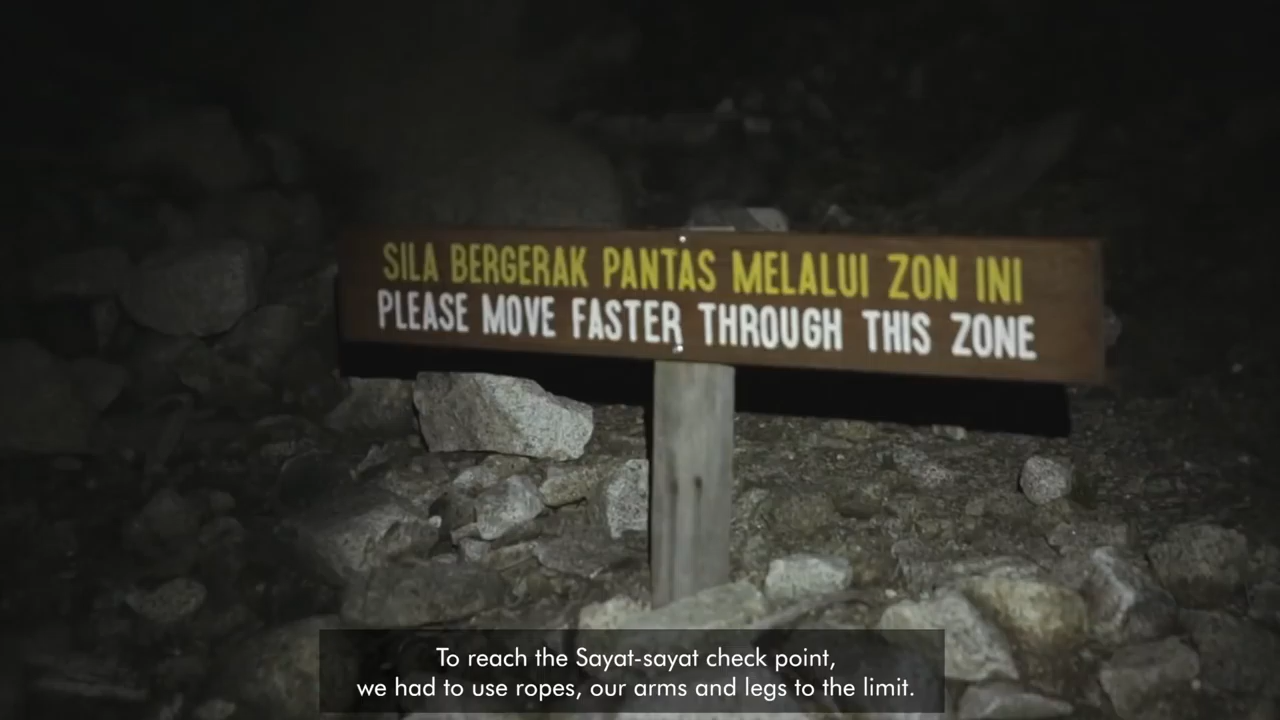 SILA BERGERAK PANTAS MELALUI ZON INI
PLEASE MOVE FASTER THROUGH THIS ZONE
To reach the Sayat-sayat check point,
we had to use ropes, our arms and legs to the limit.